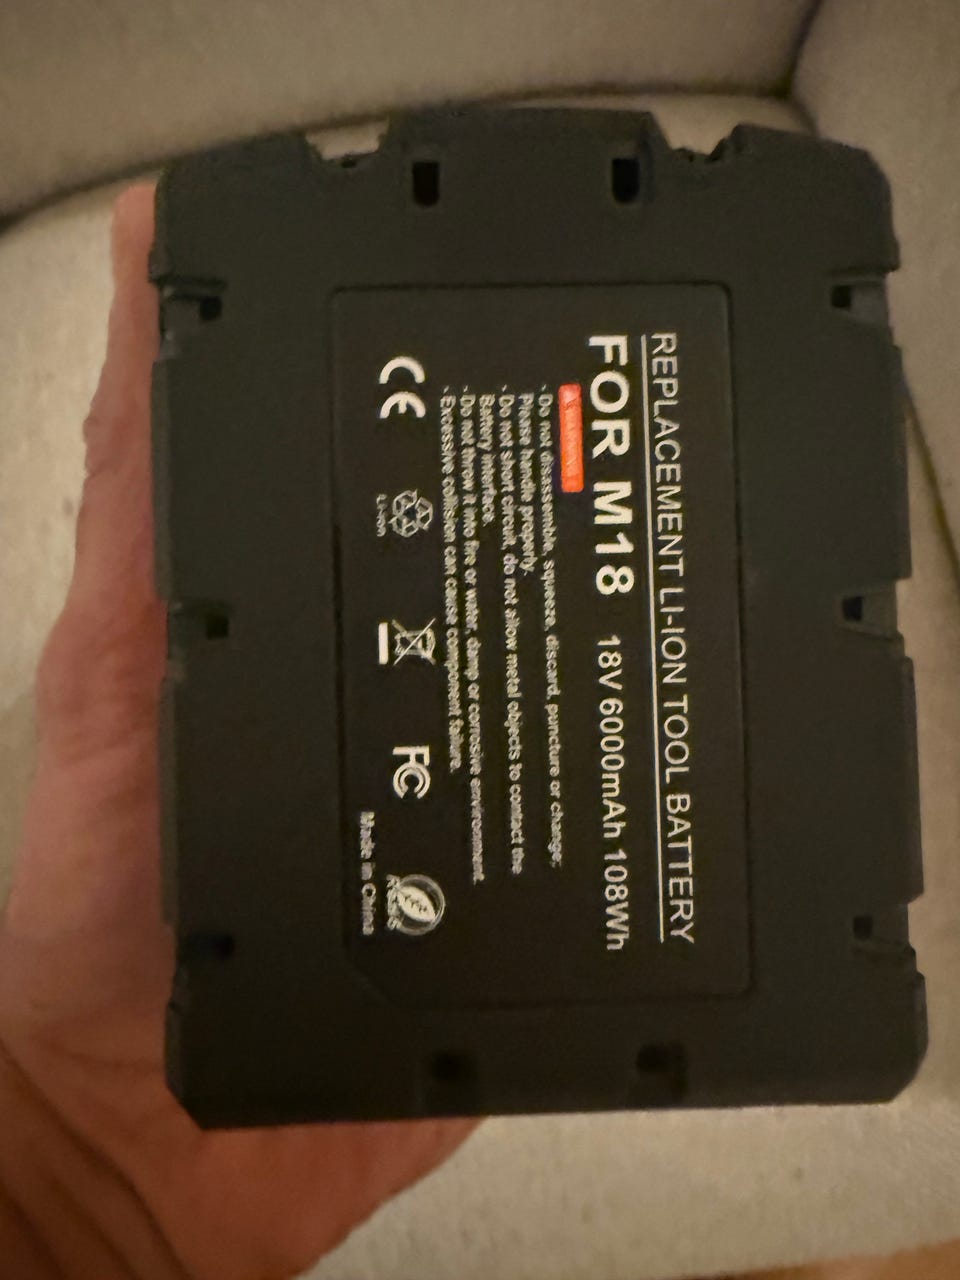 REPLACEMENT LI-ION TOOL BATTERY
FOR M18 18V 6000mAh 108Wh
WARNING
· Do not disassemble, squeeze, discard, puncture or change;
Please handle properly.
· Do not short circuit, do not allow metal objects to contact the
Battery interface.
· Do not throw it into fire or water, damp or corrosive environment.
· Excessive collision can cause component failure.
CE
Li-ion
FC
RoHS
Made in China